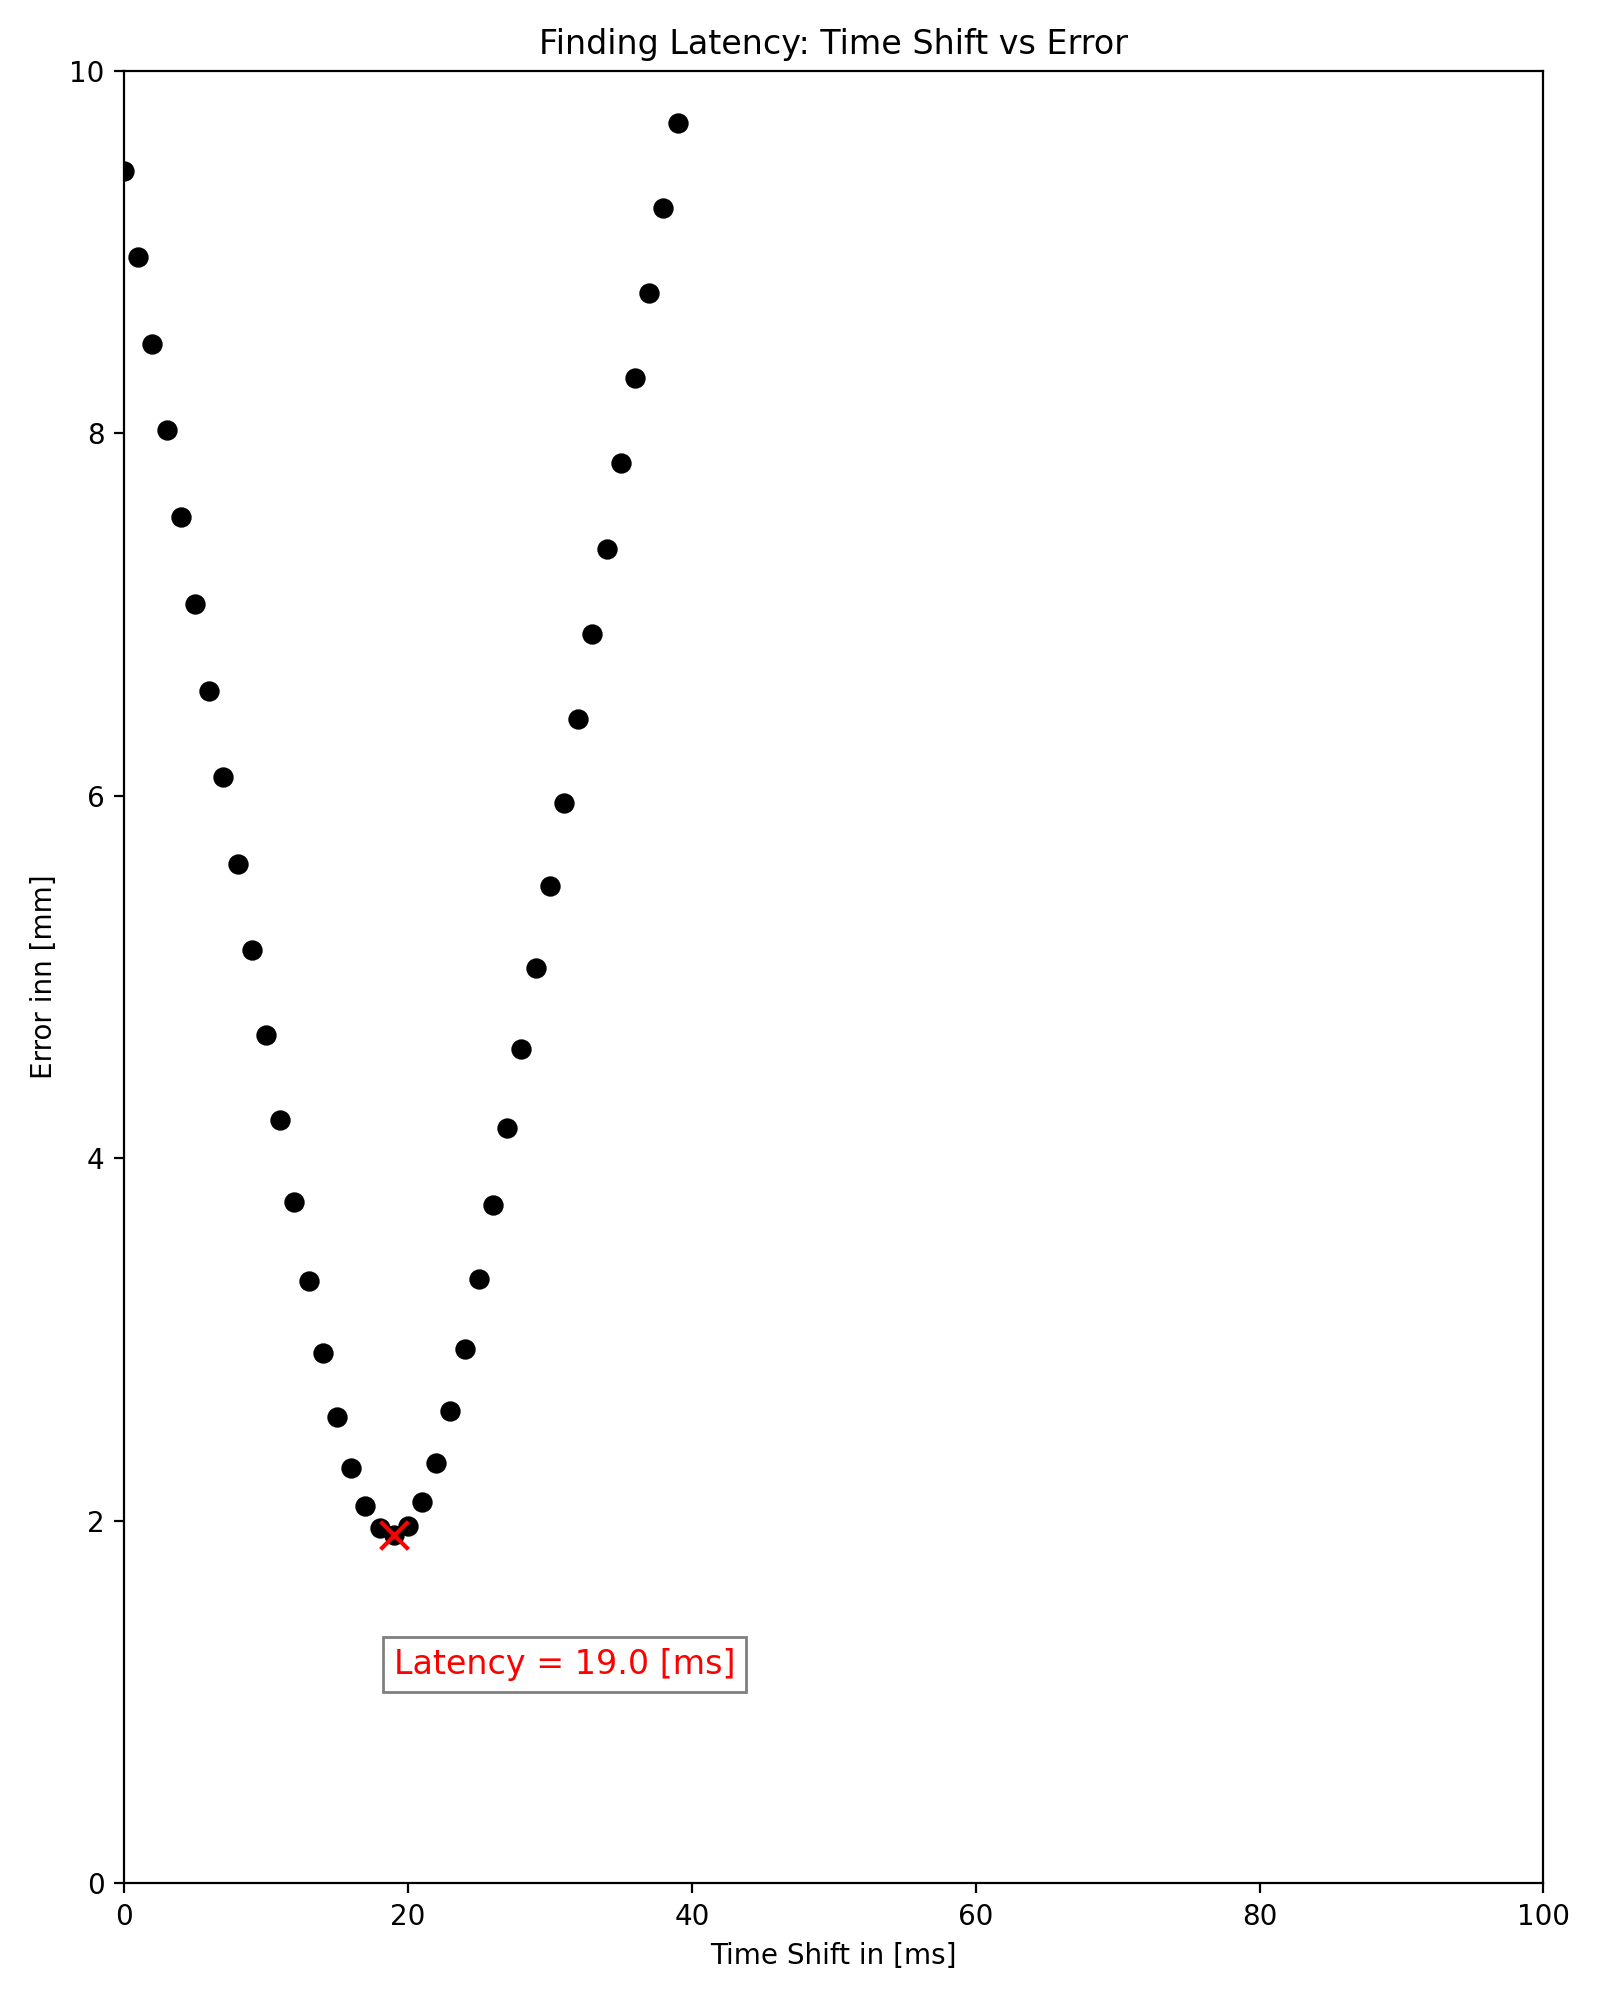 Finding Latency: Time Shift vs Error
10
8
6
4
2
0
Error inn [mm]
Latency = 19.0 [ms]
0 20 40 60 80 100
Time Shift in [ms]